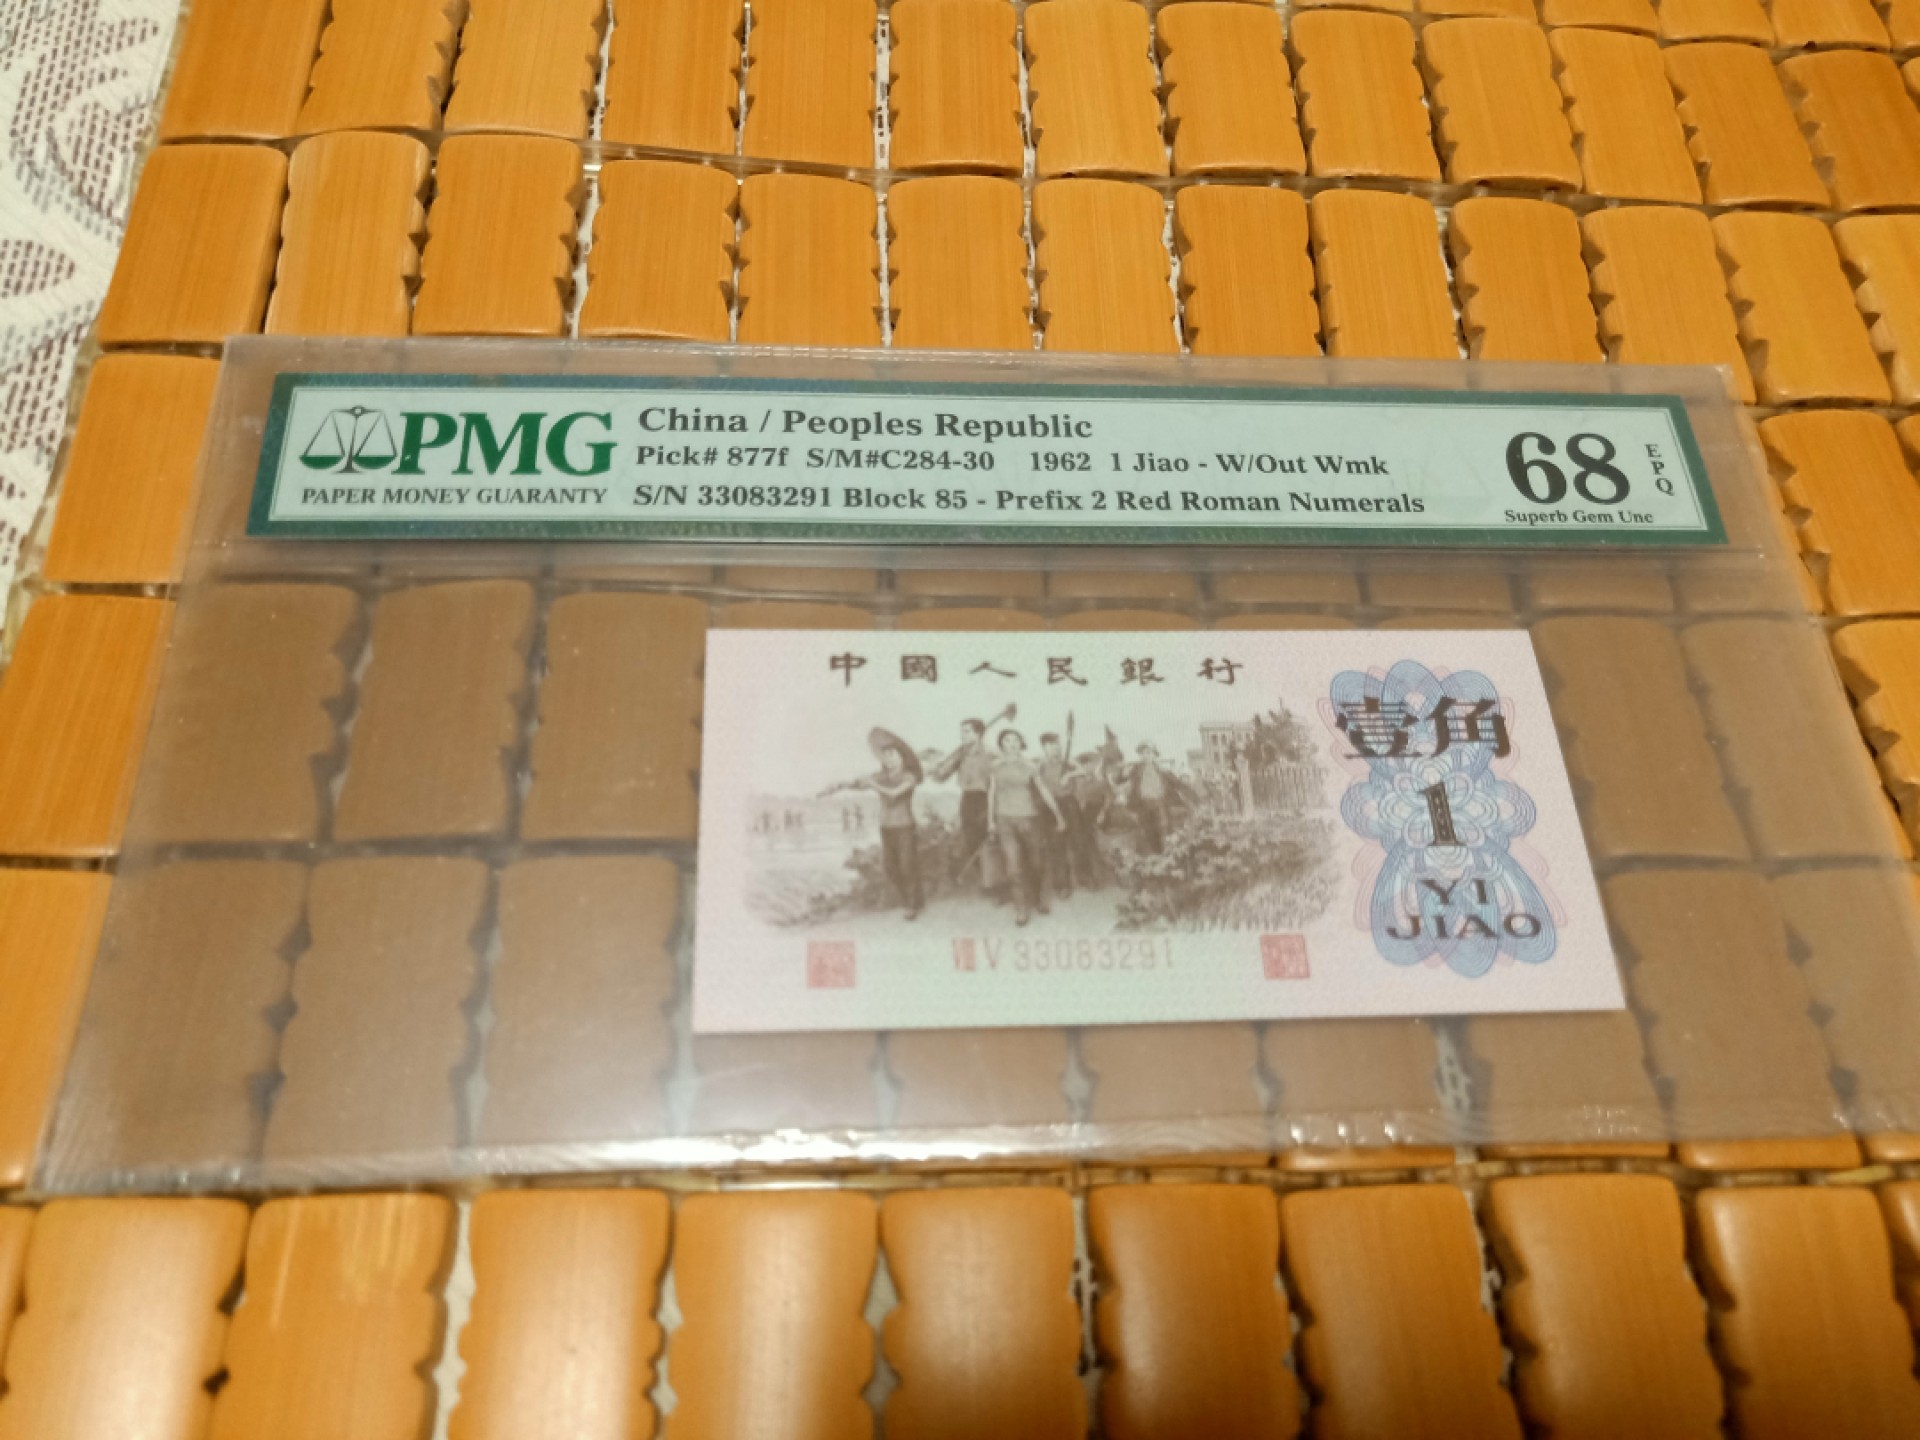 PMG
PAPER MONEY GUARANTY
China / Peoples Republic
Pick# 877f S/M#C284-30 1962 1 Jiao - W/Out Wmk
S/N 33083291 Block 85 - Prefix 2 Red Roman Numerals
68
EPQ
Superb Gem Unc
中國人民銀行
壹角
1
YI
JIAO
VIII V 33083291